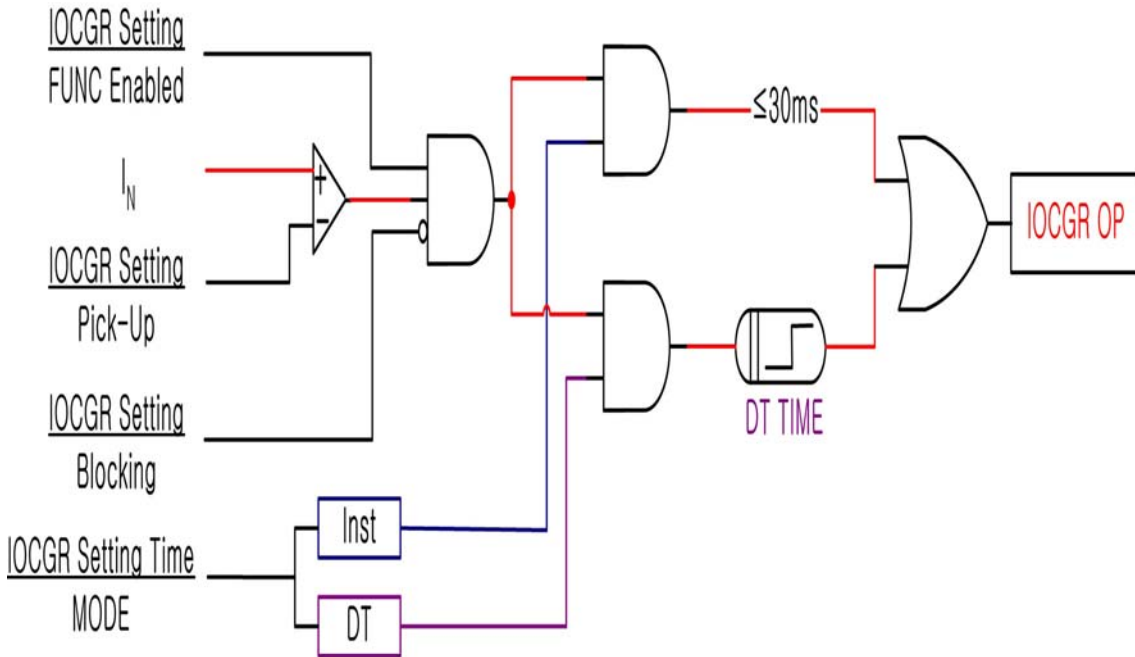 IOCGR Setting
FUNC Enabled
I_N
+
−
IOCGR Setting
Pick-Up
IOCGR Setting
Blocking
IOCGR Setting Time
MODE
Inst
DT
≤30ms
DT TIME
IOCGR OP